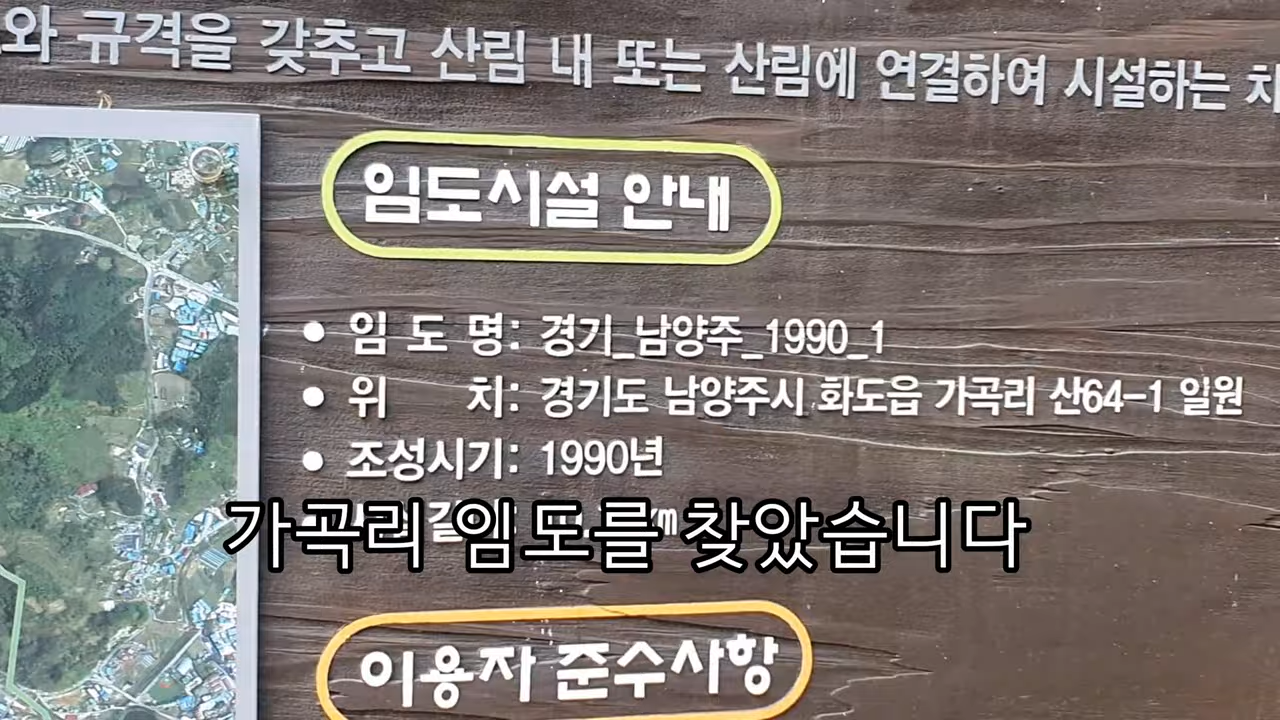 와 규격을 갖추고 산림 내 또는 산림에 연결하여 시설하는
임도시설 안내
• 임 도 명: 경기_남양주_1990_1
• 위 치: 경기도 남양주시 화도읍 가곡리 산64-1 일원
• 조성시기: 1990년
가곡리 임도를 찾았습니다
이용자 준수사항